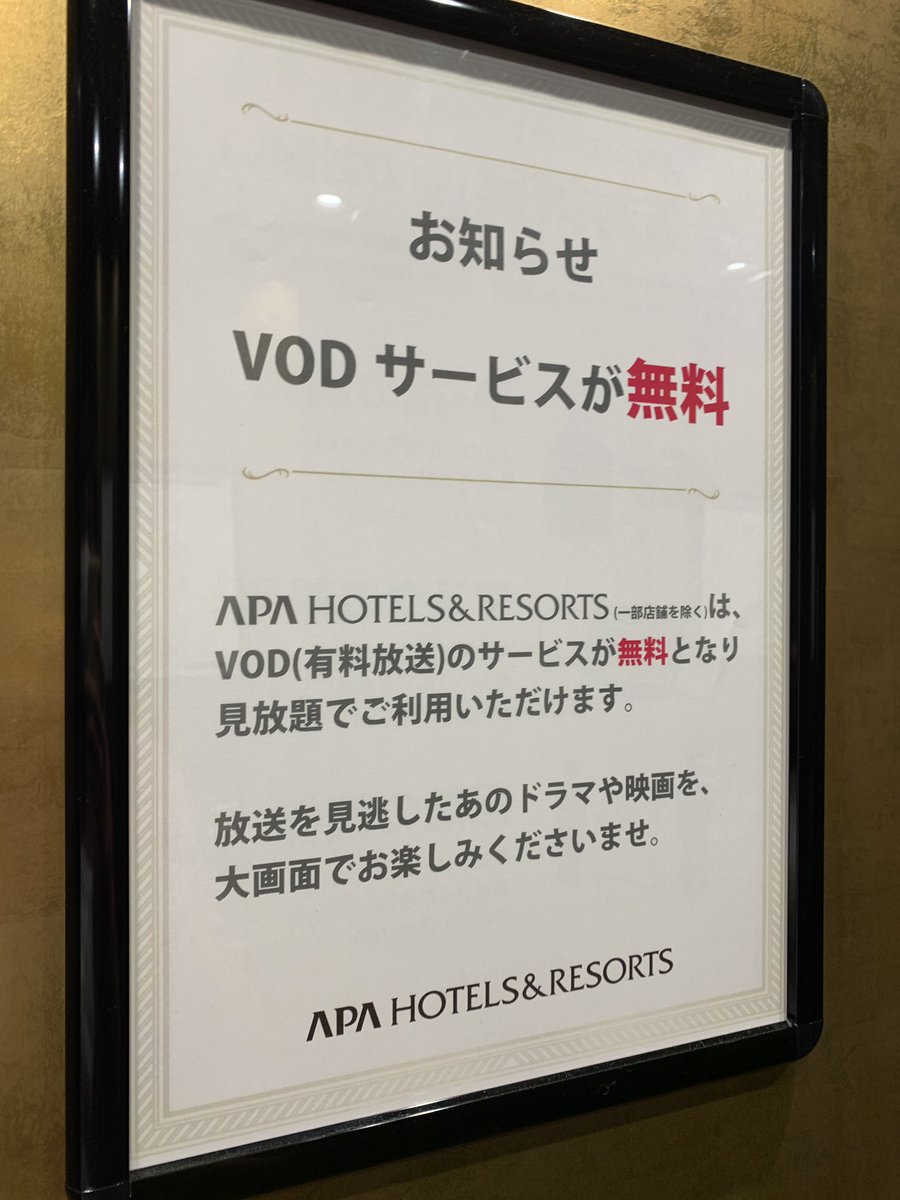 お知らせ
VOD サービスが無料
APA HOTELS&RESORTS(一部店舗を除く)は、
VOD(有料放送)のサービスが無料となり
見放題でご利用いただけます。
放送を見逃したあのドラマや映画を、
大画面でお楽しみくださいませ。
APA HOTELS&RESORTS